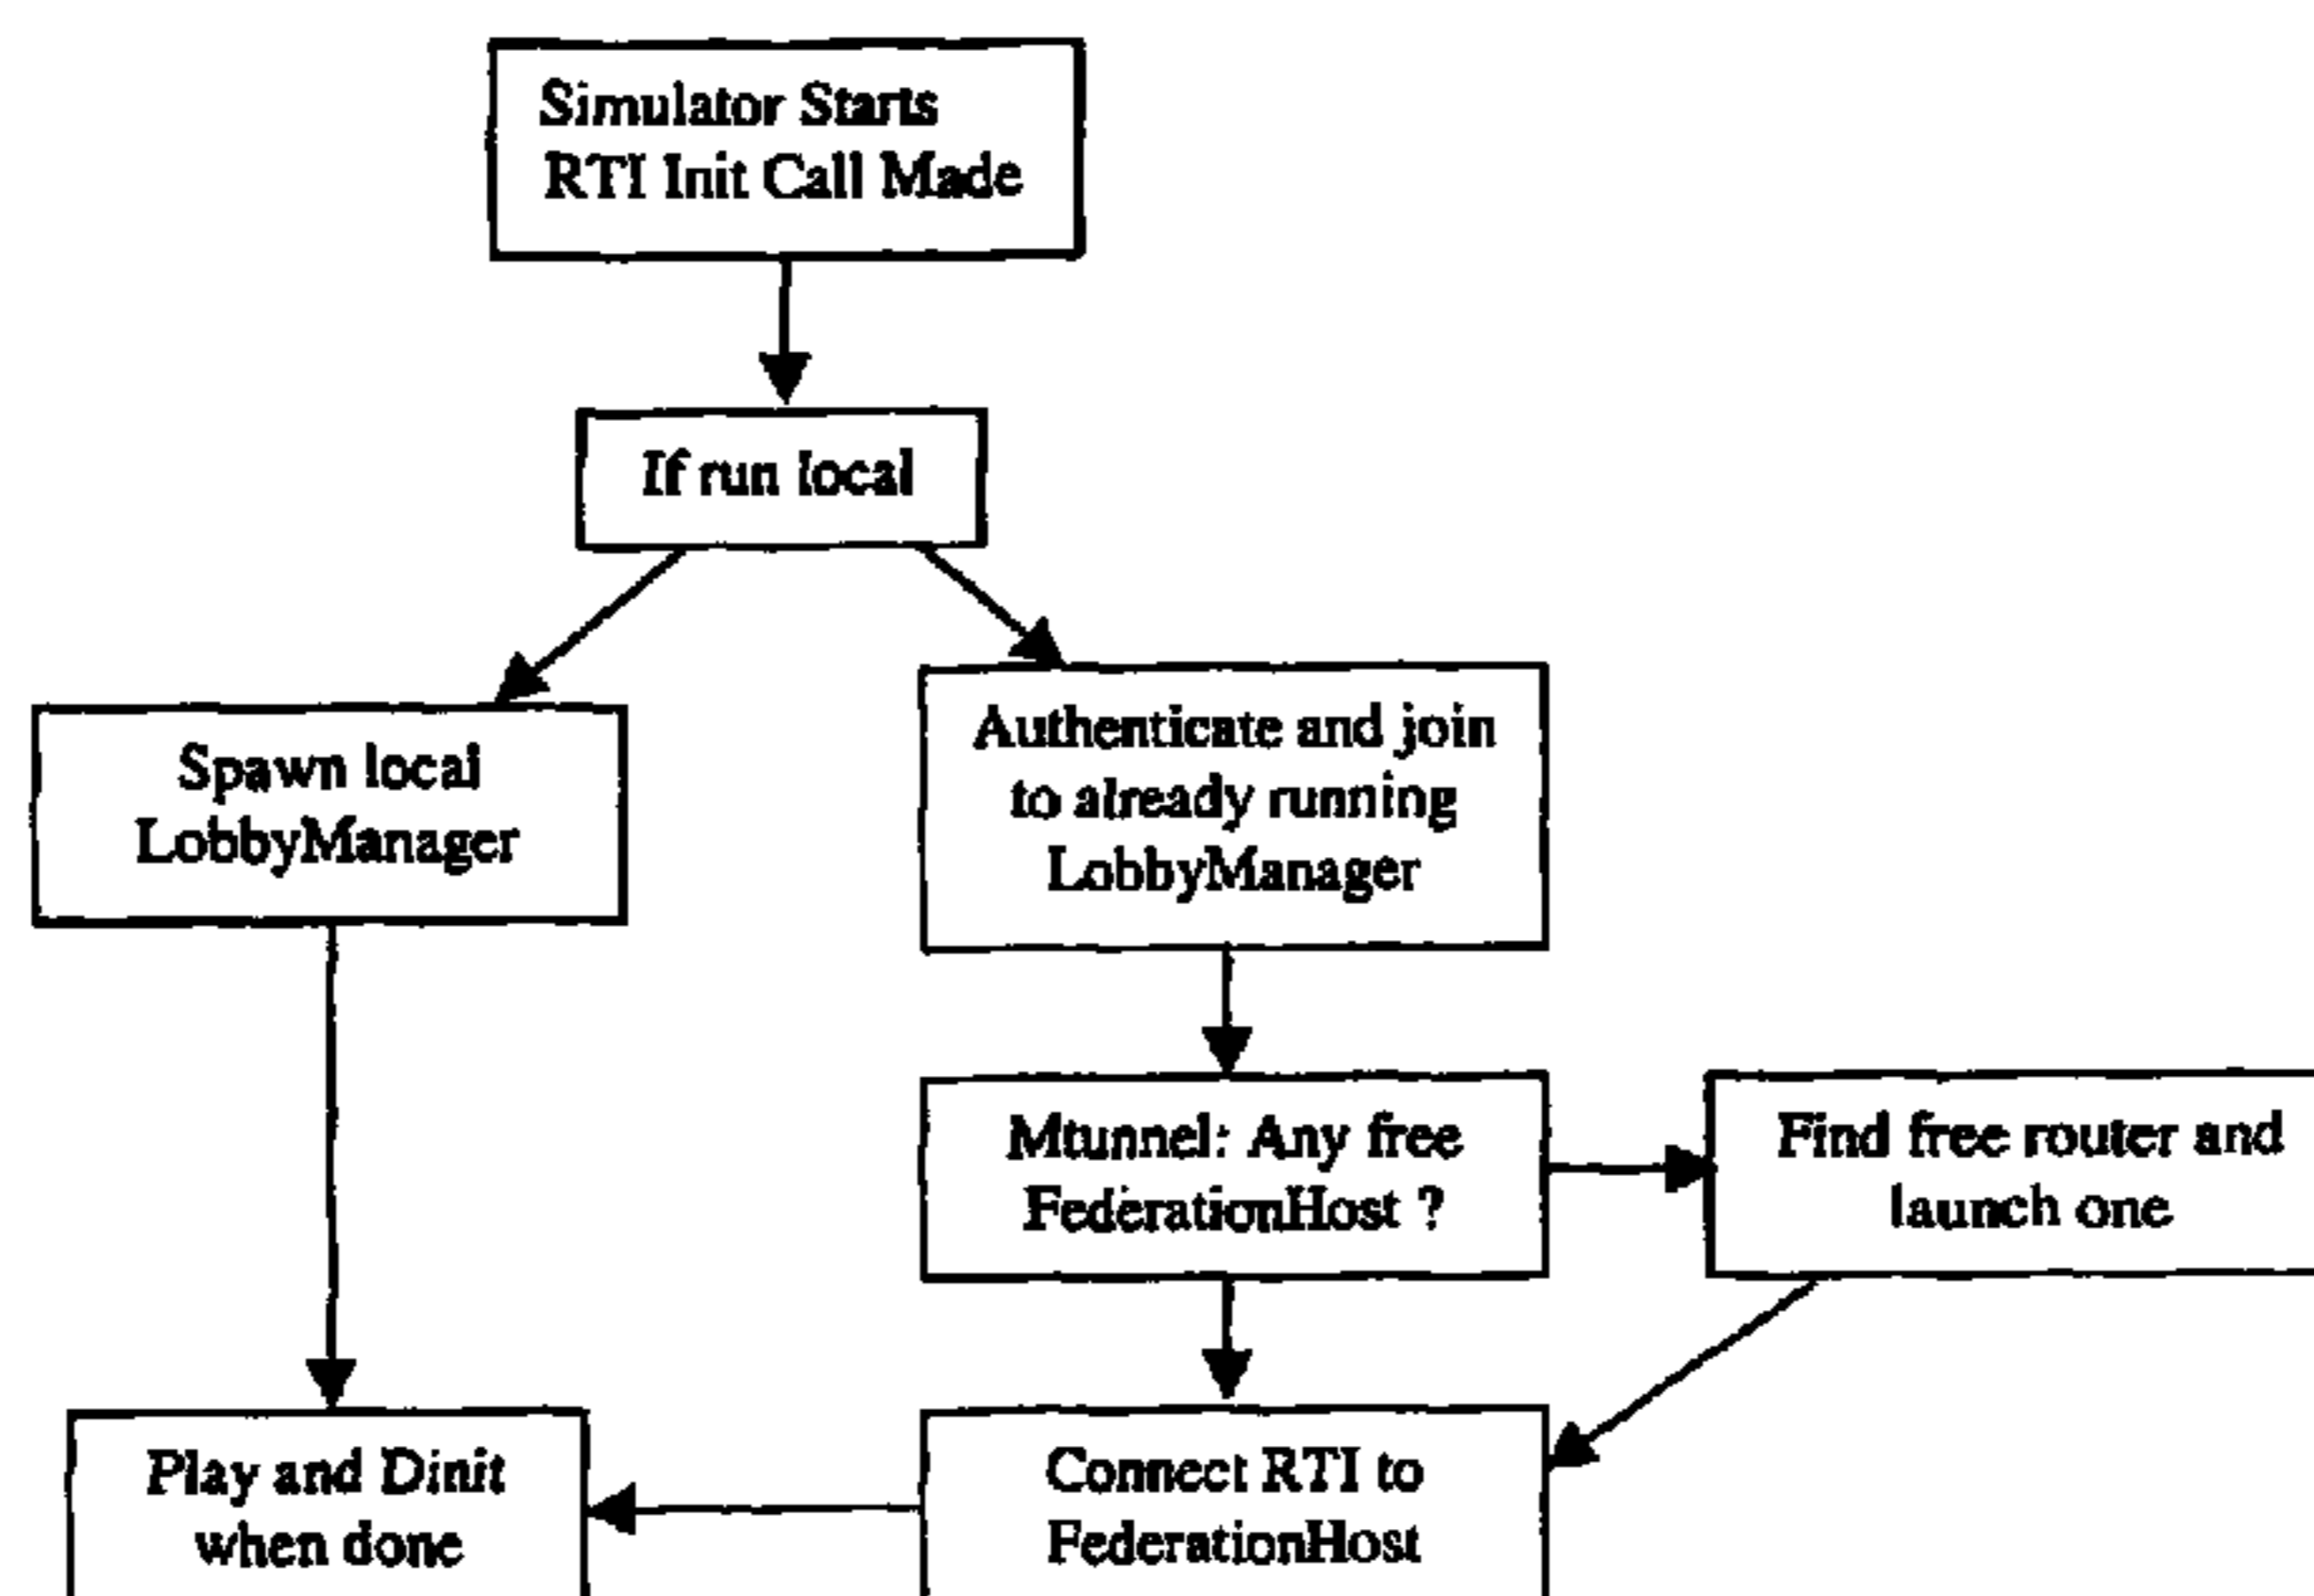 Simulator Starts
RTI Init Call Made
If run local
Spawn local
LobbyManager
Authenticate and join
to already running
LobbyManager
Mtunnel: Any free
FederationHost ?
Find free router and
launch one
Play and Dinit
when done
Connect RTI to
FederationHost